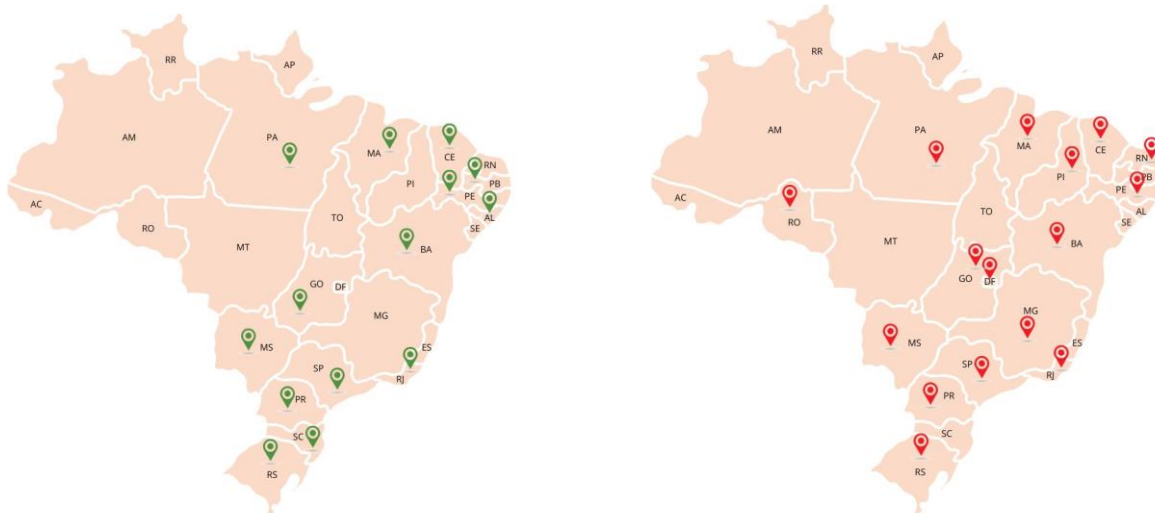 RR
AP
AM
PA
MA
CE
RN
PB
PI
PE
AL
SE
AC
RO
TO
MT
BA
GO
DF
MG
MS
ES
SP
RJ
PR
SC
RS
RR
AP
AM
PA
MA
CE
RN
PB
PI
PE
AL
SE
AC
RO
TO
MT
BA
GO
DF
MG
MS
ES
SP
RJ
PR
SC
RS